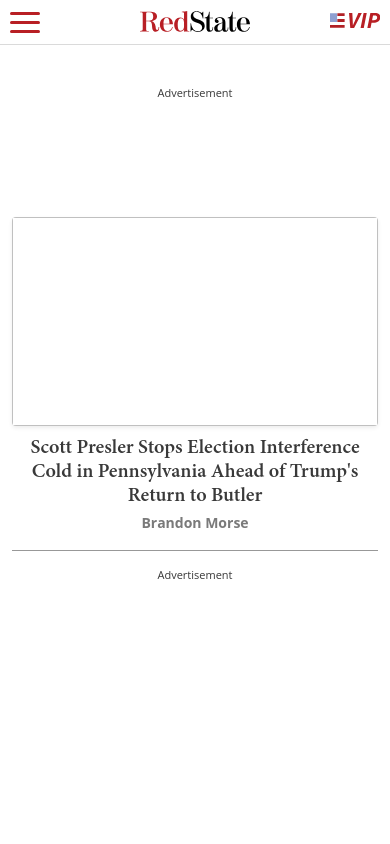 RedState
VIP
Advertisement
Scott Presler Stops Election Interference
Cold in Pennsylvania Ahead of Trump's
Return to Butler
Brandon Morse
Advertisement